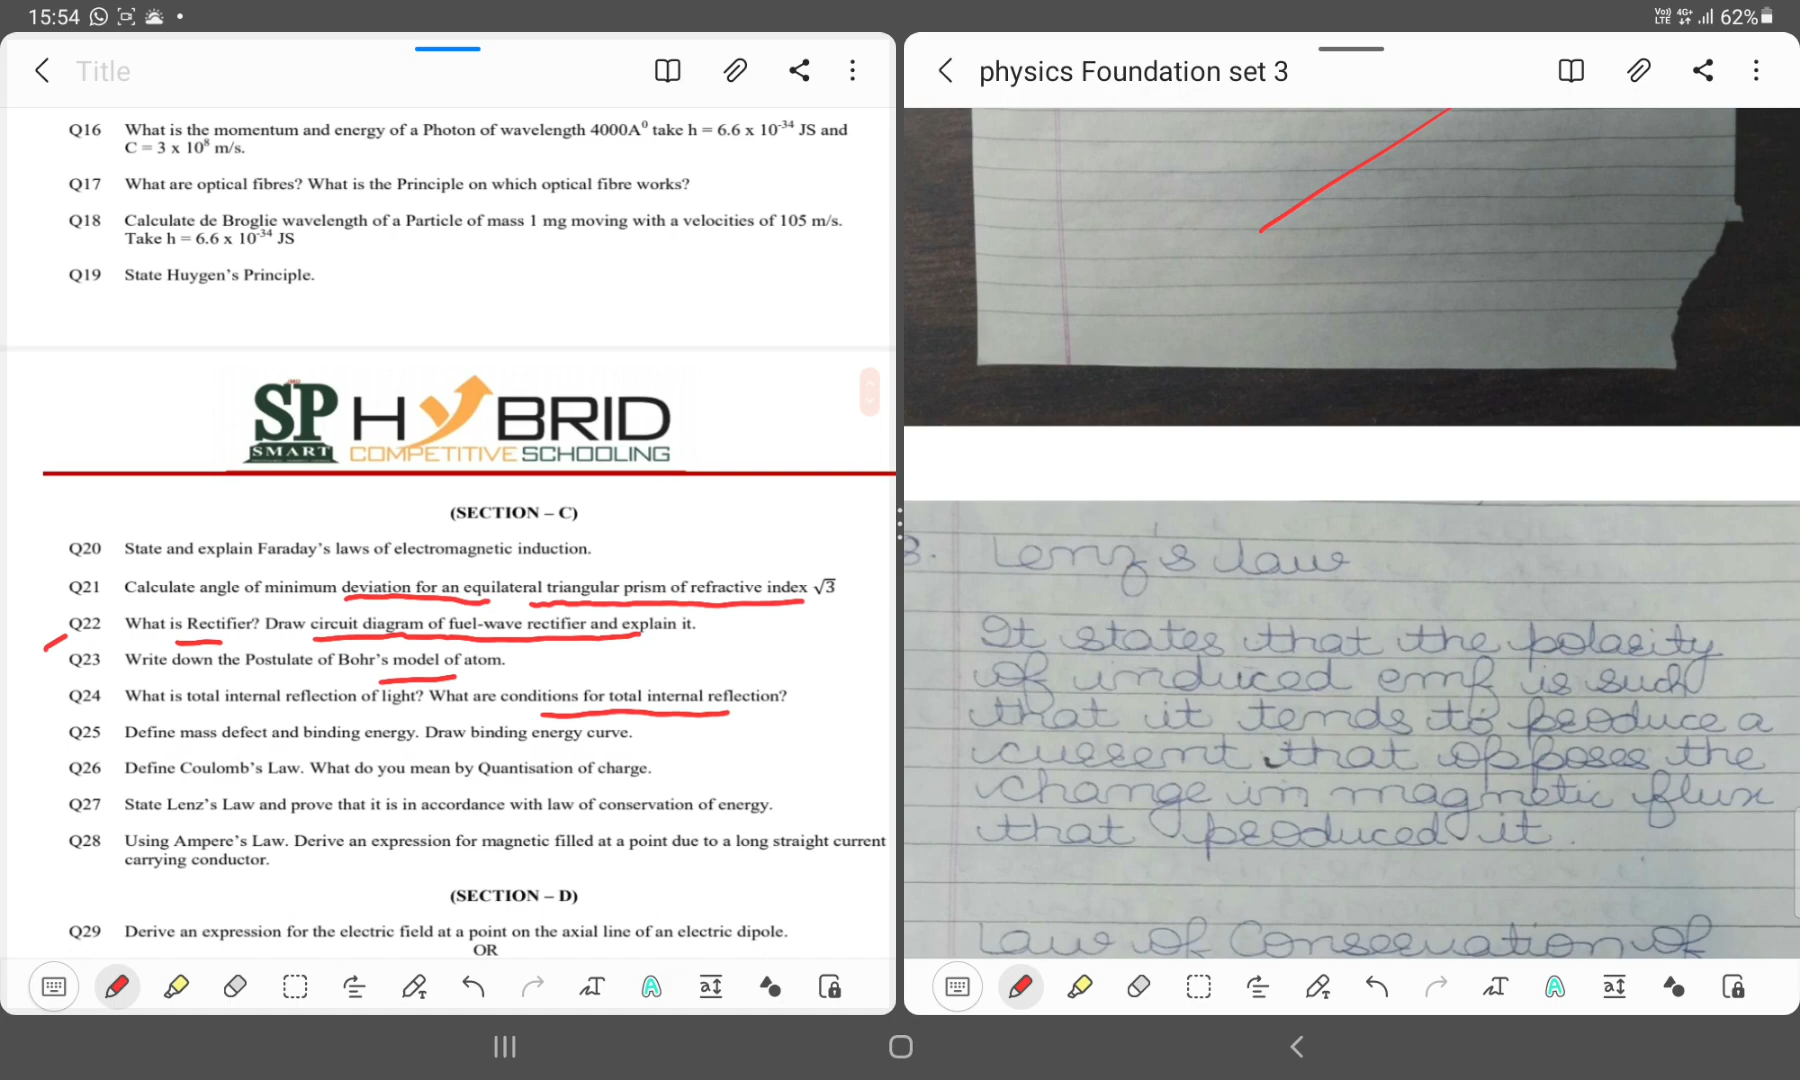 15:54
Vo)) LTE 4G+ 62%
Title
Q16 What is the momentum and energy of a Photon of wavelength 4000A⁰ take h = 6.6 x 10⁻³⁴ JS and
C = 3 x 10⁸ m/s.
Q17 What are optical fibres? What is the Principle on which optical fibre works?
Q18 Calculate de Broglie wavelength of a Particle of mass 1 mg moving with a velocities of 105 m/s.
Take h = 6.6 x 10⁻³⁴ JS
Q19 State Huygen's Principle.
SP HYBRID
SMART COMPETITIVE SCHOOLING
(SECTION – C)
Q20 State and explain Faraday's laws of electromagnetic induction.
Q21 Calculate angle of minimum deviation for an equilateral triangular prism of refractive index √3
Q22 What is Rectifier? Draw circuit diagram of fuel-wave rectifier and explain it.
Q23 Write down the Postulate of Bohr's model of atom.
Q24 What is total internal reflection of light? What are conditions for total internal reflection?
Q25 Define mass defect and binding energy. Draw binding energy curve.
Q26 Define Coulomb's Law. What do you mean by Quantisation of charge.
Q27 State Lenz's Law and prove that it is in accordance with law of conservation of energy.
Q28 Using Ampere's Law. Derive an expression for magnetic filled at a point due to a long straight current
carrying conductor.
(SECTION – D)
Q29 Derive an expression for the electric field at a point on the axial line of an electric dipole.
OR
physics Foundation set 3
3. Lenz's law
It states that the polarity
of induced emf is such
that it tends to produce a
current that opposes the
change in magnetic flux
that produced it.
Law of Conservation of